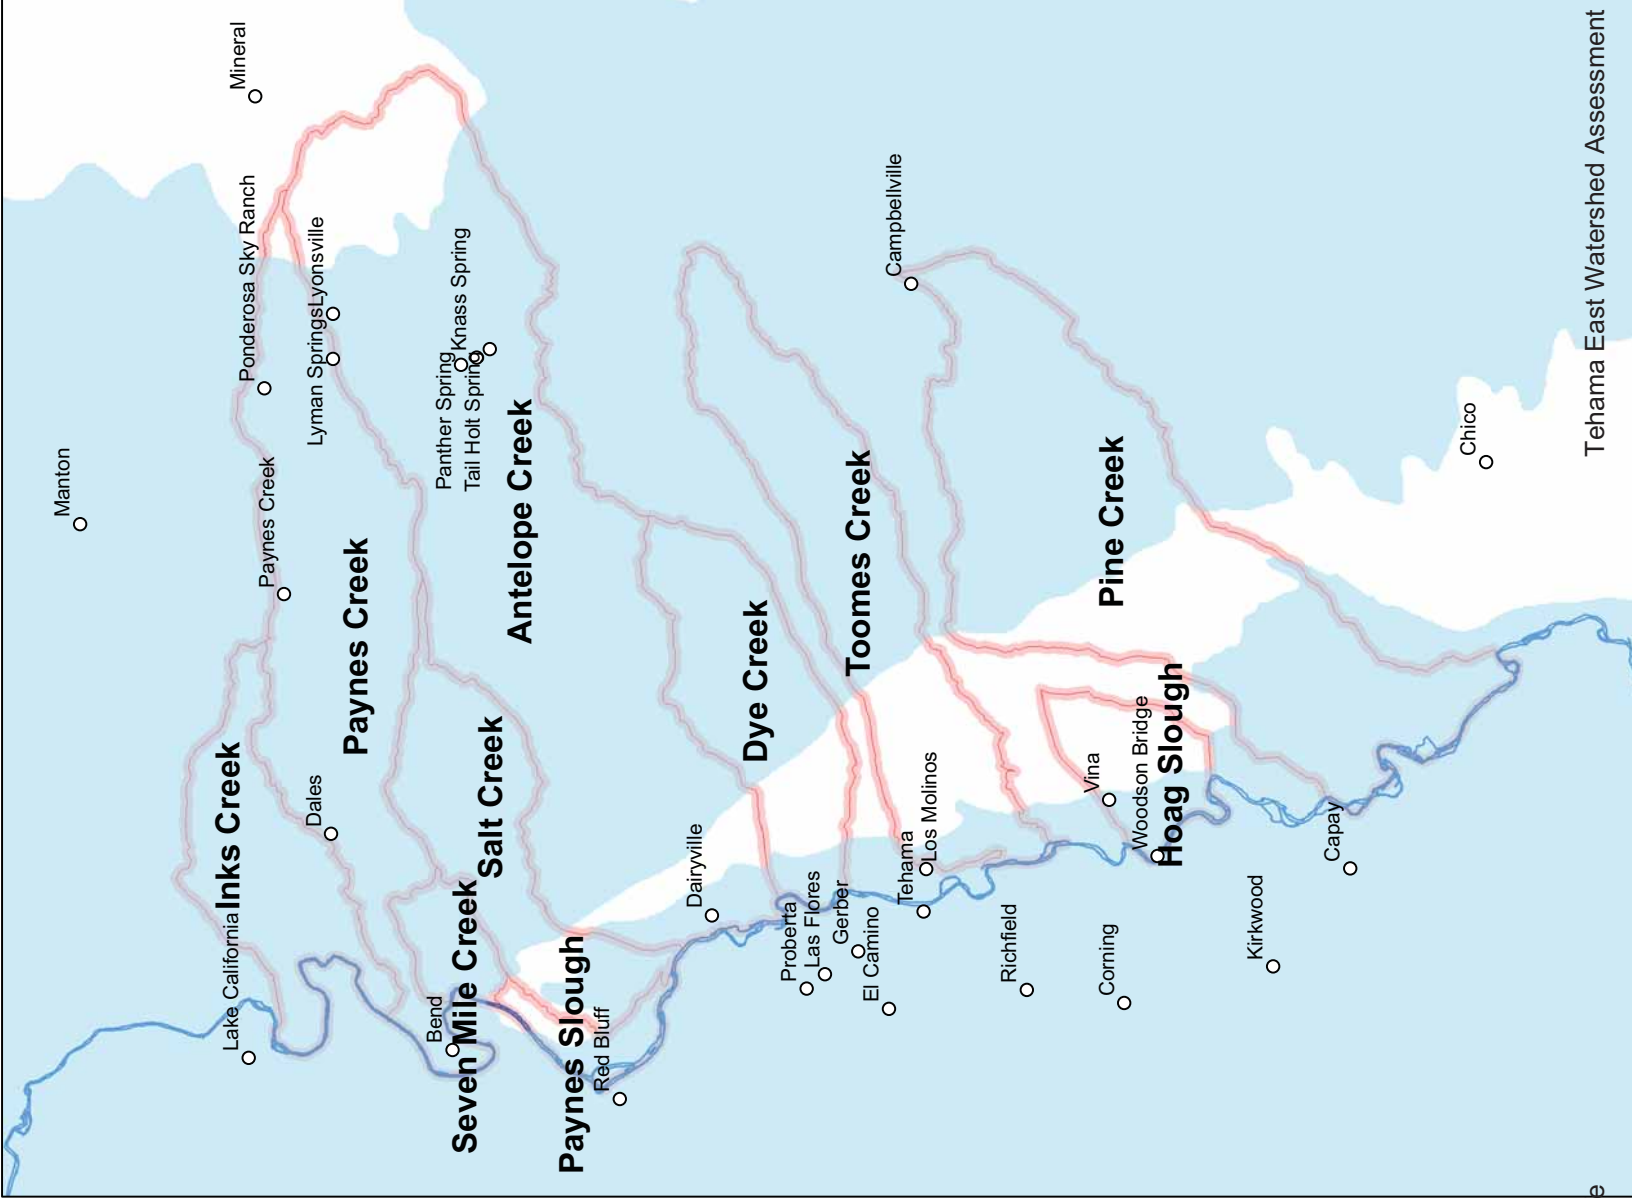 Manton
Mineral
Ponderosa Sky Ranch
Paynes Creek
Lyonsville
Lyman Springs
Panther Spring
Knass Spring
Tail Holt Spring
Campbellville
Chico
Inks Creek
Paynes Creek
Antelope Creek
Salt Creek
Seven Mile Creek
Paynes Slough
Dye Creek
Toomes Creek
Pine Creek
Hoag Slough
Lake California
Dales
Bend
Red Bluff
Dairyville
Proberta
Las Flores
Gerber
El Camino
Tehama
Los Molinos
Richfield
Corning
Vina
Woodson Bridge
Kirkwood
Capay
Tehama East Watershed Assessment
e